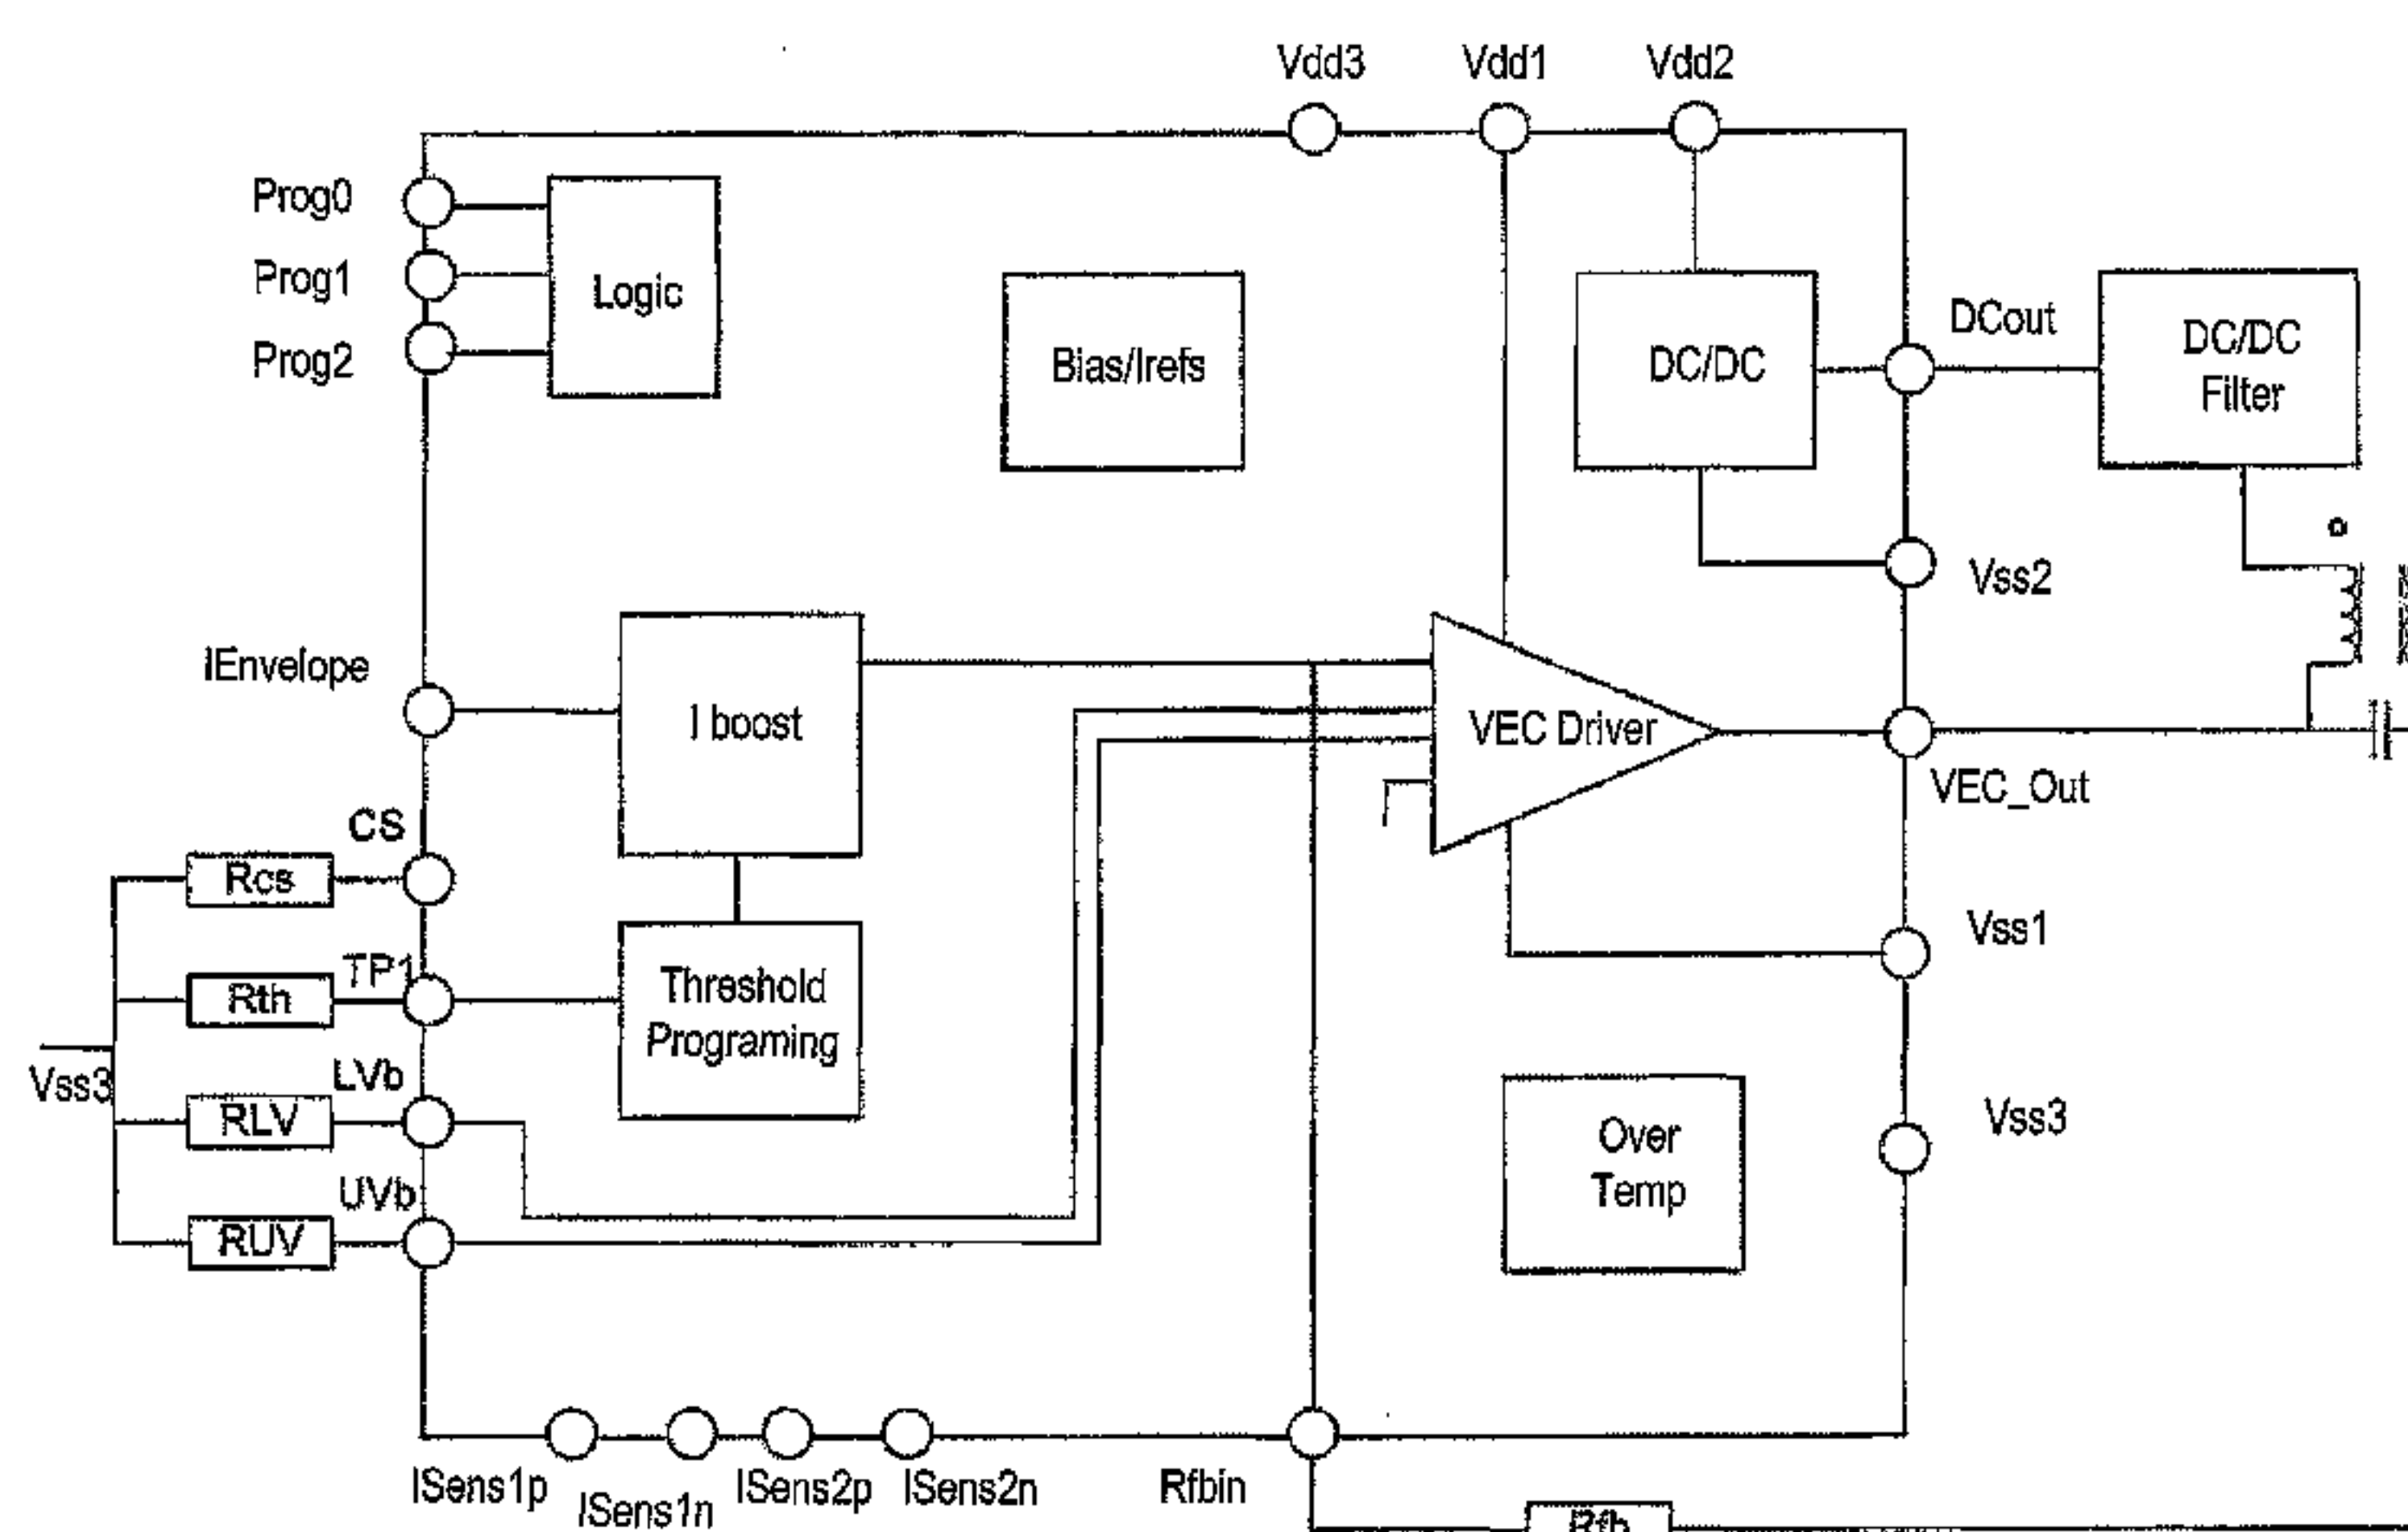 Vdd3
Vdd1
Vdd2
Prog0
Prog1
Prog2
Logic
Bias/Irefs
DC/DC
DCout
DC/DC
Filter
Vss2
IEnvelope
I boost
VEC Driver
VEC_Out
CS
Rcs
TP1
Rth
Threshold
Programing
Vss1
Vss3
LVb
RLV
UVb
RUV
Over
Temp
Vss3
ISens1p
ISens1n
ISens2p
ISens2n
Rfbin
Rfb